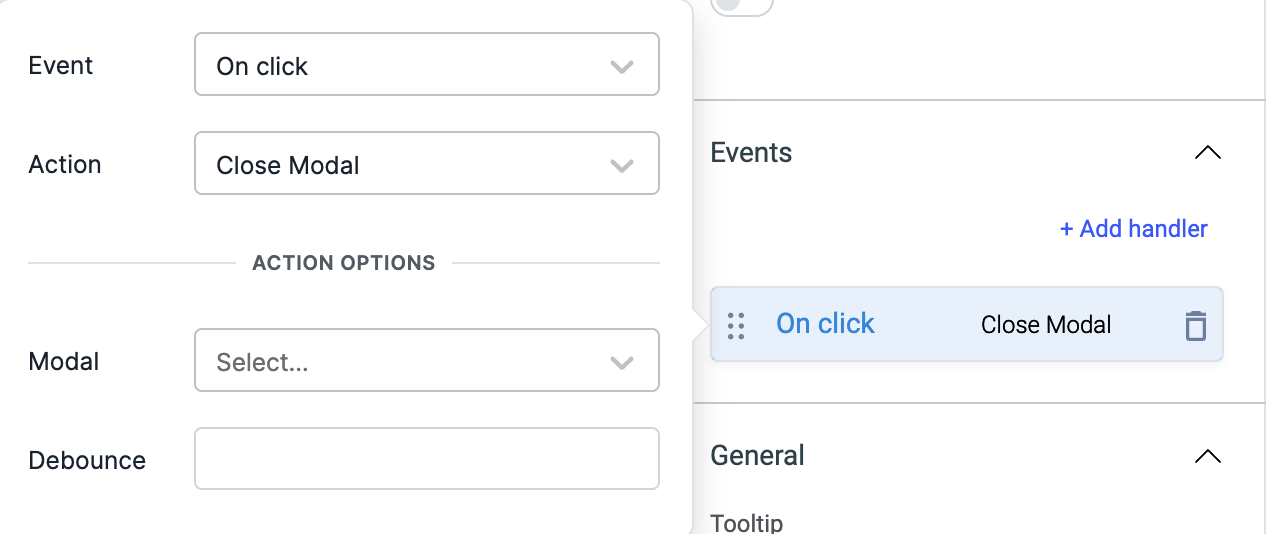 Event
On click
Action
Close Modal
ACTION OPTIONS
Modal
Select...
Debounce
Events
+ Add handler
On click
Close Modal
General
Tooltip